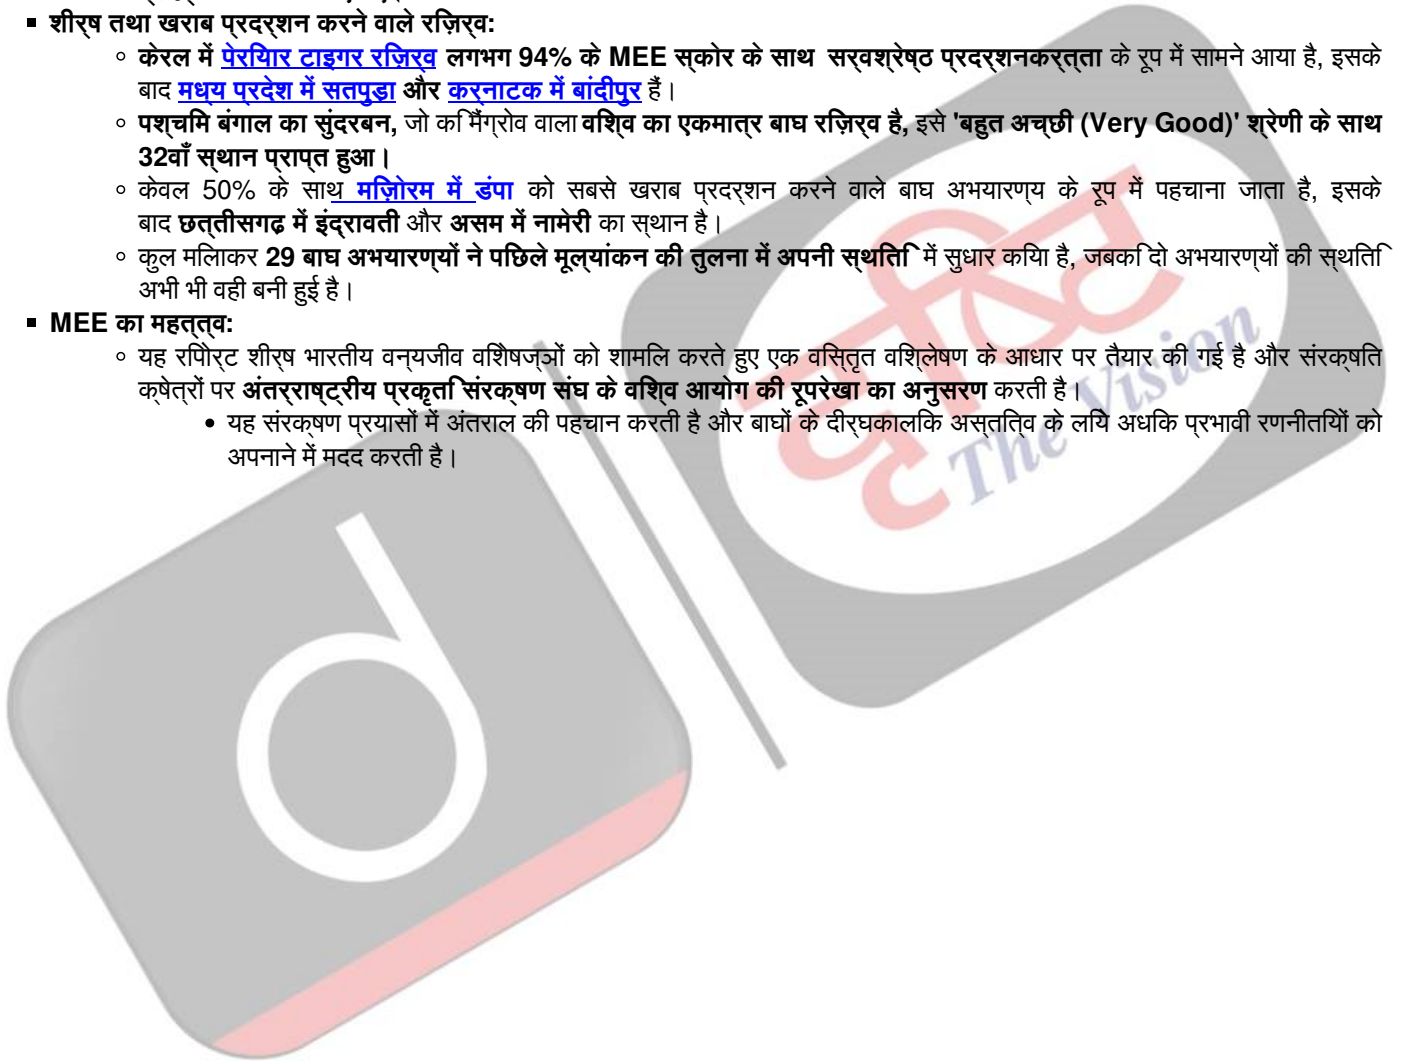 ▪ शीर्ष तथा खराब प्रदर्शन करने वाले रज़िर्व:
○ केरल में पेरियार टाइगर रज़िर्व लगभग 94% के MEE स्कोर के साथ सर्वश्रेष्ठ प्रदर्शनकर्त्ता के रूप में सामने आया है, इसके
बाद मध्य प्रदेश में सतपुड़ा और कर्नाटक में बांदीपुर हैं।
○ पश्चिम बंगाल का सुंदरबन, जो कि मैंग्रोव वाला विश्व का एकमात्र बाघ रज़िर्व है, इसे 'बहुत अच्छी (Very Good)' श्रेणी के साथ
32वाँ स्थान प्राप्त हुआ।
○ केवल 50% के साथ मिज़ोरम में डंपा को सबसे खराब प्रदर्शन करने वाले बाघ अभयारण्य के रूप में पहचाना जाता है, इसके
बाद छत्तीसगढ़ में इंद्रावती और असम में नामेरी का स्थान है।
○ कुल मिलाकर 29 बाघ अभयारण्यों ने पिछले मूल्यांकन की तुलना में अपनी स्थिति में सुधार किया है, जबकि दो अभयारण्यों की स्थिति
अभी भी वही बनी हुई है।
▪ MEE का महत्त्व:
○ यह रिपोर्ट शीर्ष भारतीय वन्यजीव विशेषज्ञों को शामिल करते हुए एक विस्तृत विश्लेषण के आधार पर तैयार की गई है और संरक्षित
क्षेत्रों पर अंतर्राष्ट्रीय प्रकृति संरक्षण संघ के विश्व आयोग की रूपरेखा का अनुसरण करती है।
● यह संरक्षण प्रयासों में अंतराल की पहचान करती है और बाघों के दीर्घकालिक अस्तित्व के लिये अधिक प्रभावी रणनीतियों को
अपनाने में मदद करती है।
दृष्टि
The Vision
d